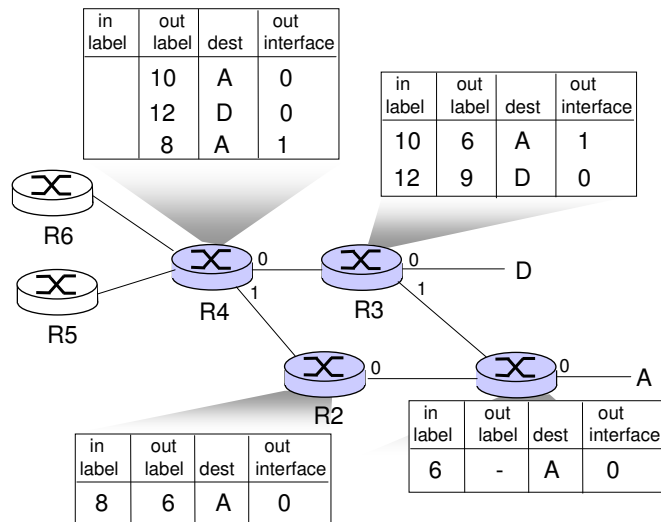 in out out
label label dest interface
10 A 0
12 D 0
8 A 1
in out out
label label dest interface
10 6 A 1
12 9 D 0
R6
0 0 D
R4 1 R3 1
R5
0 0 A
R2
in out out
label label dest interface
6 - A 0
in out out
label label dest interface
8 6 A 0